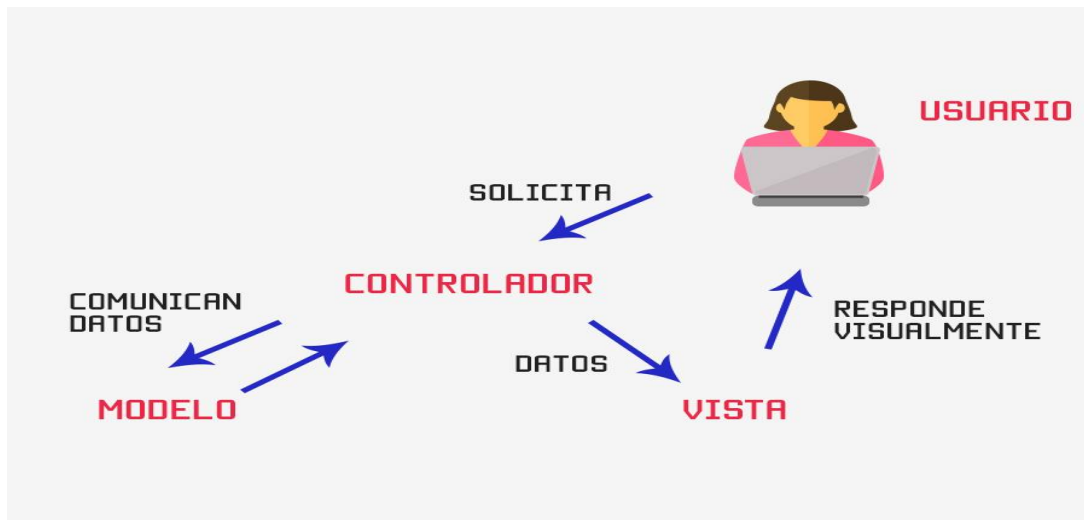 USUARIO
SOLICITA
CONTROLADOR
COMUNICAN
DATOS
RESPONDE
VISUALMENTE
DATOS
MODELO
VISTA